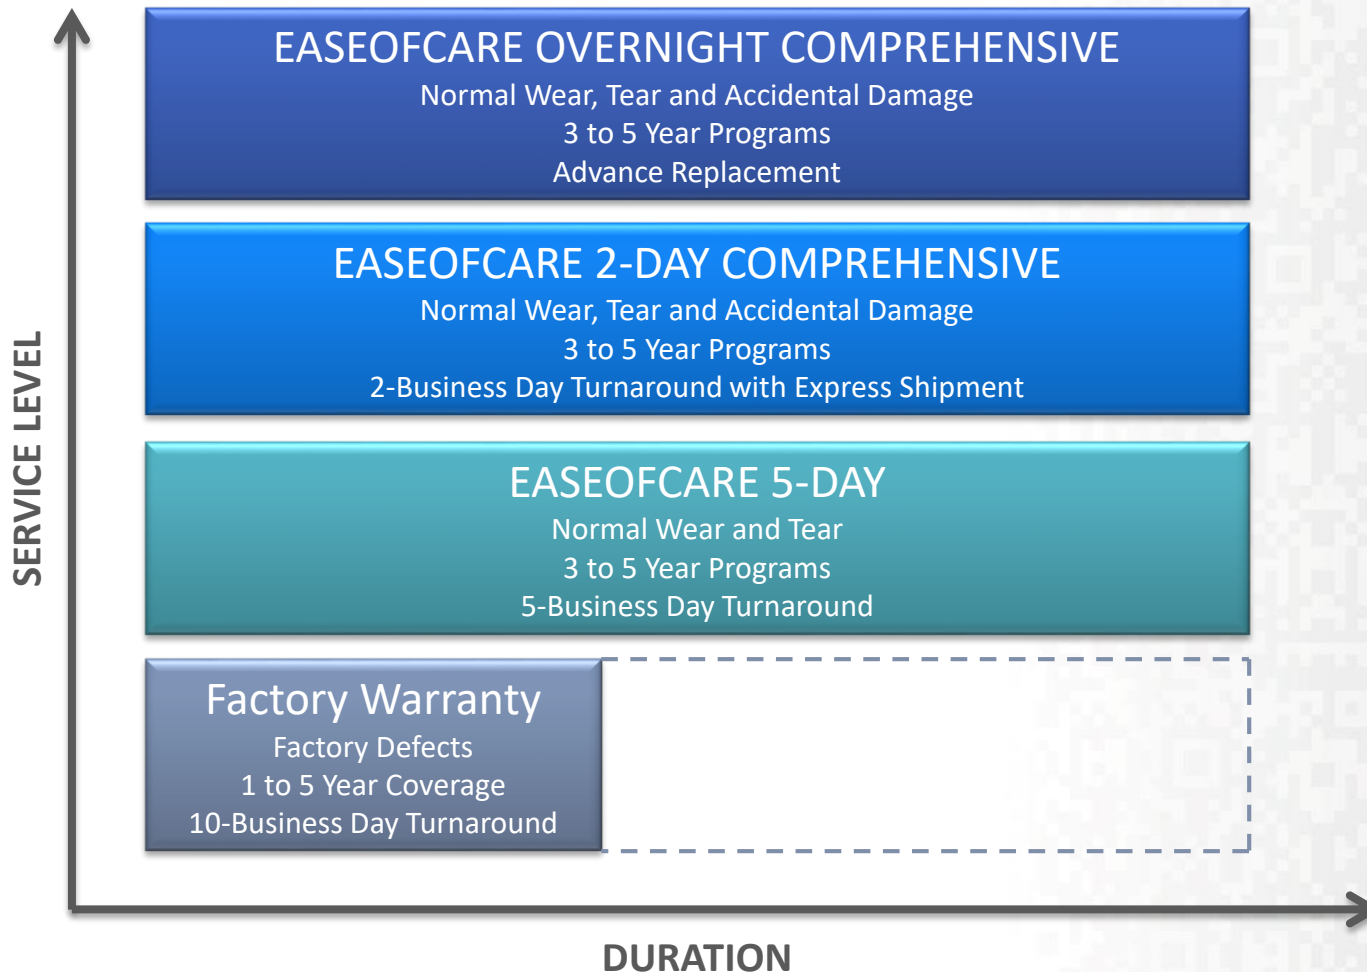 EASEOFCARE OVERNIGHT COMPREHENSIVE
Normal Wear, Tear and Accidental Damage
3 to 5 Year Programs
Advance Replacement
EASEOFCARE 2-DAY COMPREHENSIVE
Normal Wear, Tear and Accidental Damage
3 to 5 Year Programs
2-Business Day Turnaround with Express Shipment
EASEOFCARE 5-DAY
Normal Wear and Tear
3 to 5 Year Programs
5-Business Day Turnaround
Factory Warranty
Factory Defects
1 to 5 Year Coverage
10-Business Day Turnaround
SERVICE LEVEL
DURATION